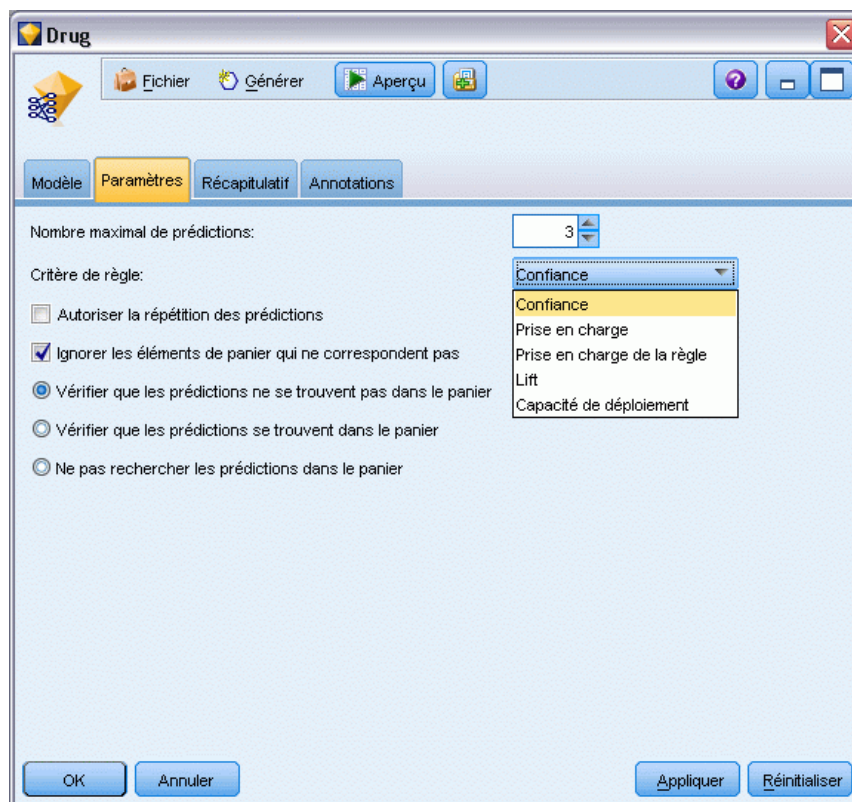 Drug
Fichier Générer Aperçu
Modèle Paramètres Récapitulatif Annotations
Nombre maximal de prédictions: 3
Critère de règle: Confiance
Confiance
Prise en charge
Prise en charge de la règle
Lift
Capacité de déploiement
Autoriser la répétition des prédictions
Ignorer les éléments de panier qui ne correspondent pas
Vérifier que les prédictions ne se trouvent pas dans le panier
Vérifier que les prédictions se trouvent dans le panier
Ne pas rechercher les prédictions dans le panier
OK Annuler Appliquer Réinitialiser